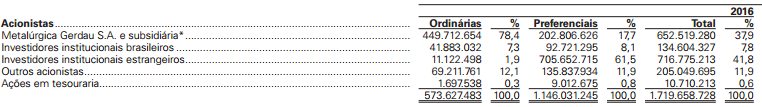 2016
Acionistas Ordinárias % Preferenciais % Total %
Metalúrgica Gerdau S.A. e subsidiária* 449.712.654 78,4 202.806.626 17,7 652.519.280 37,9
Investidores institucionais brasileiros 41.883.032 7,3 92.721.295 8,1 134.604.327 7,8
Investidores institucionais estrangeiros 11.122.498 1,9 705.652.715 61,5 716.775.213 41,8
Outros acionistas 69.211.761 12,1 135.837.934 11,9 205.049.695 11,9
Ações em tesouraria 1.697.538 0,3 9.012.675 0,8 10.710.213 0,6
573.627.483 100,0 1.146.031.245 100,0 1.719.658.728 100,0